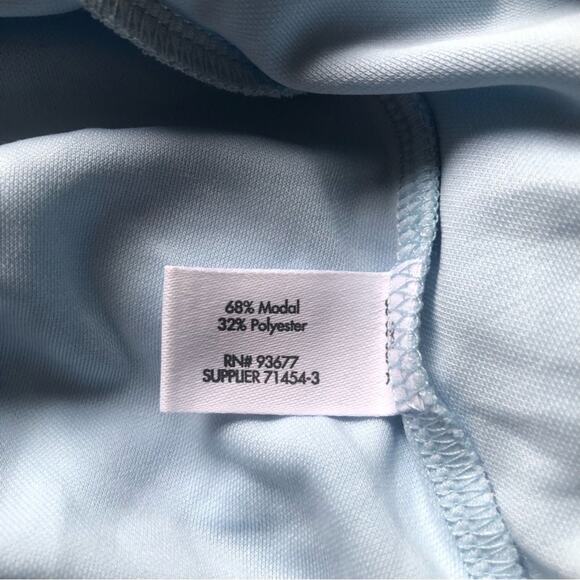 68% Modal
32% Polyester
RN# 93677
SUPPLIER 71454-3